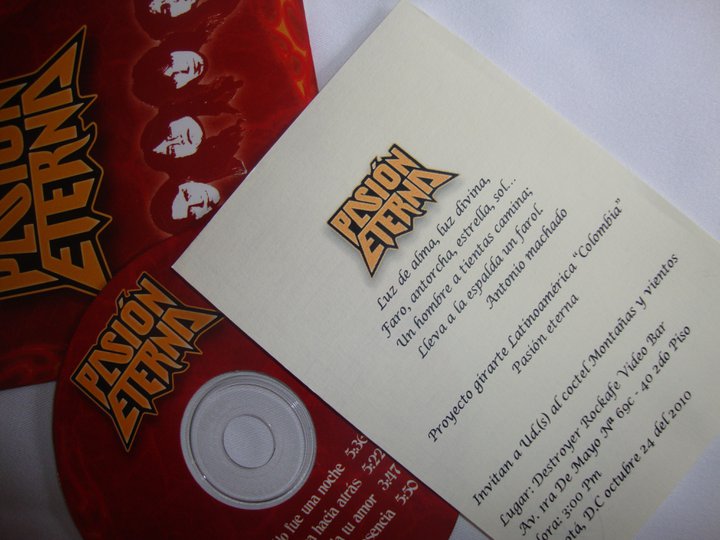 PASIÓN
ETERNA
PASIÓN
ETERNA
Luz de alma, luz divina,
Faro, antorcha, estrella, sol...
Un hombre a tientas camina;
Lleva a la espalda un farol.
Antonio machado
Proyecto girarte Latinoamérica "Colombia"
Pasión eterna
Invitan a Ud.(s) al coctel Montañas y vientos
Lugar: Destroyer Rockafe Video Bar
Av. 1ra De Mayo Nª 69c - 40 2do Piso
Hora: 3:00 Pm
D.C octubre 24 del 2010
PASIÓN
ETERNA
fue una noche 5:36
hacia atrás 5:22
tu amor 3:47
5:50